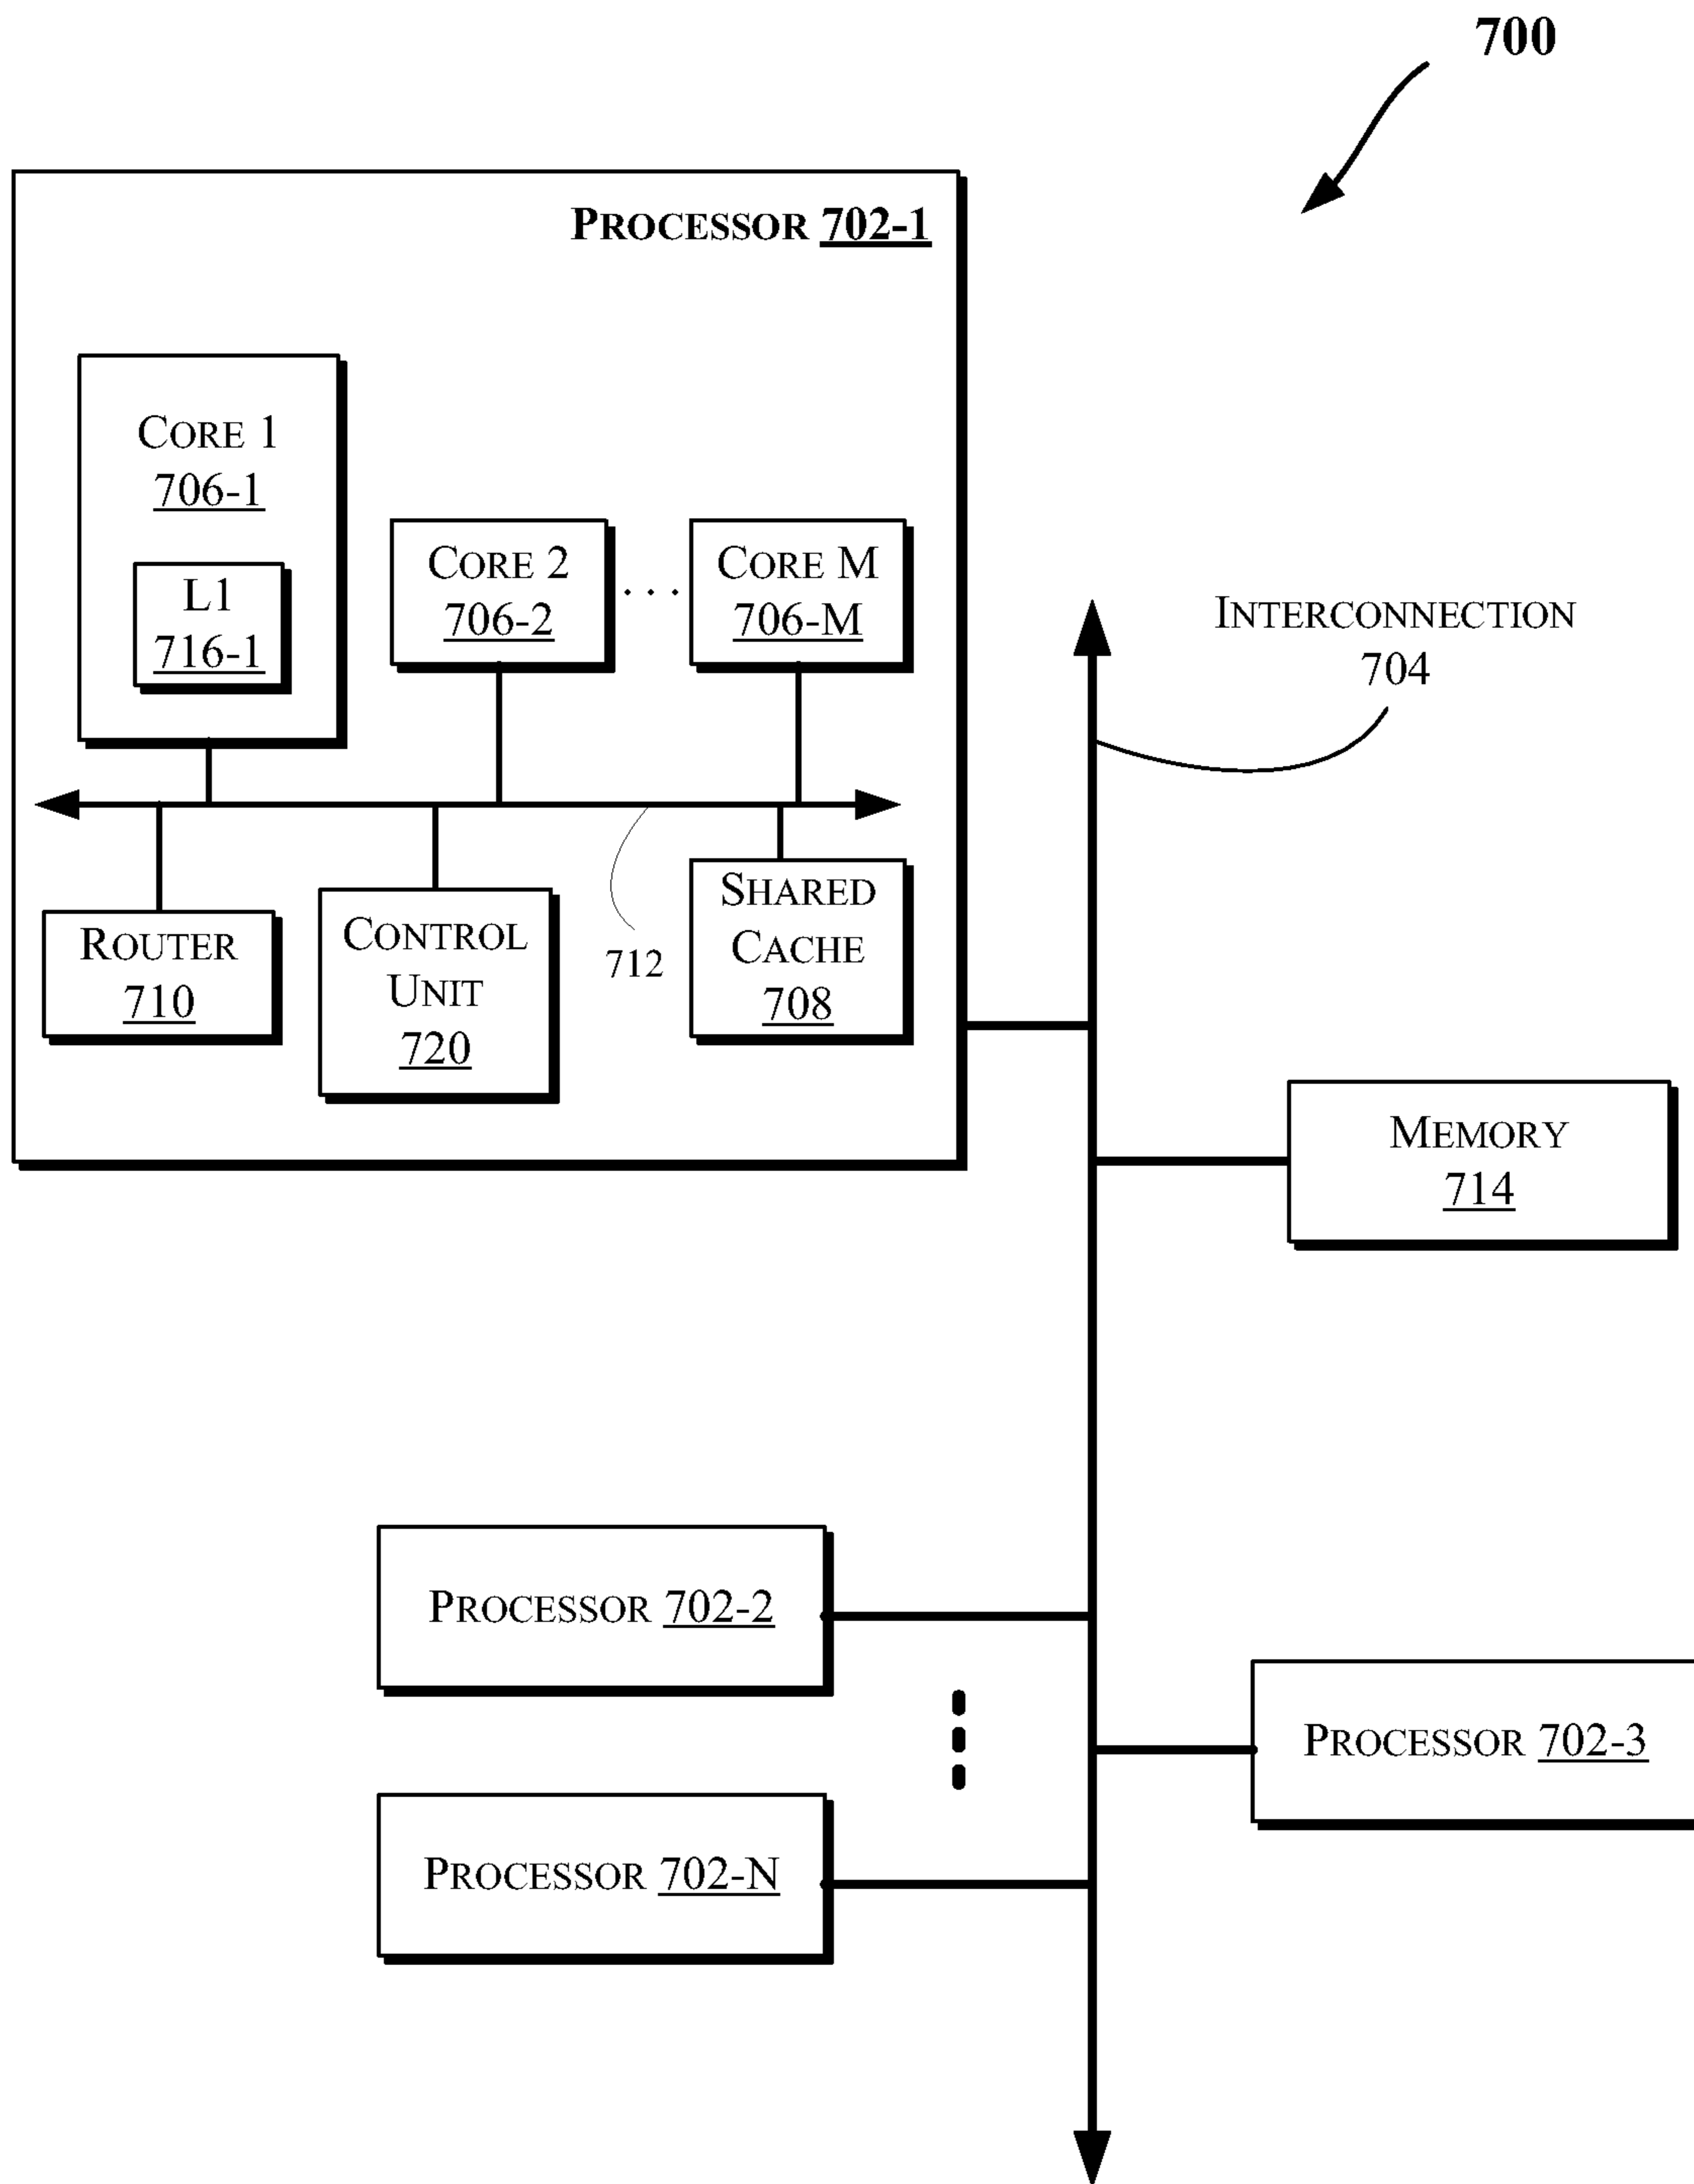 700
PROCESSOR 702-1
CORE 1
706-1
L1
716-1
CORE 2
706-2
. . .
CORE M
706-M
INTERCONNECTION
704
ROUTER
710
CONTROL
UNIT
720
712
SHARED
CACHE
708
MEMORY
714
PROCESSOR 702-2
PROCESSOR 702-3
PROCESSOR 702-N